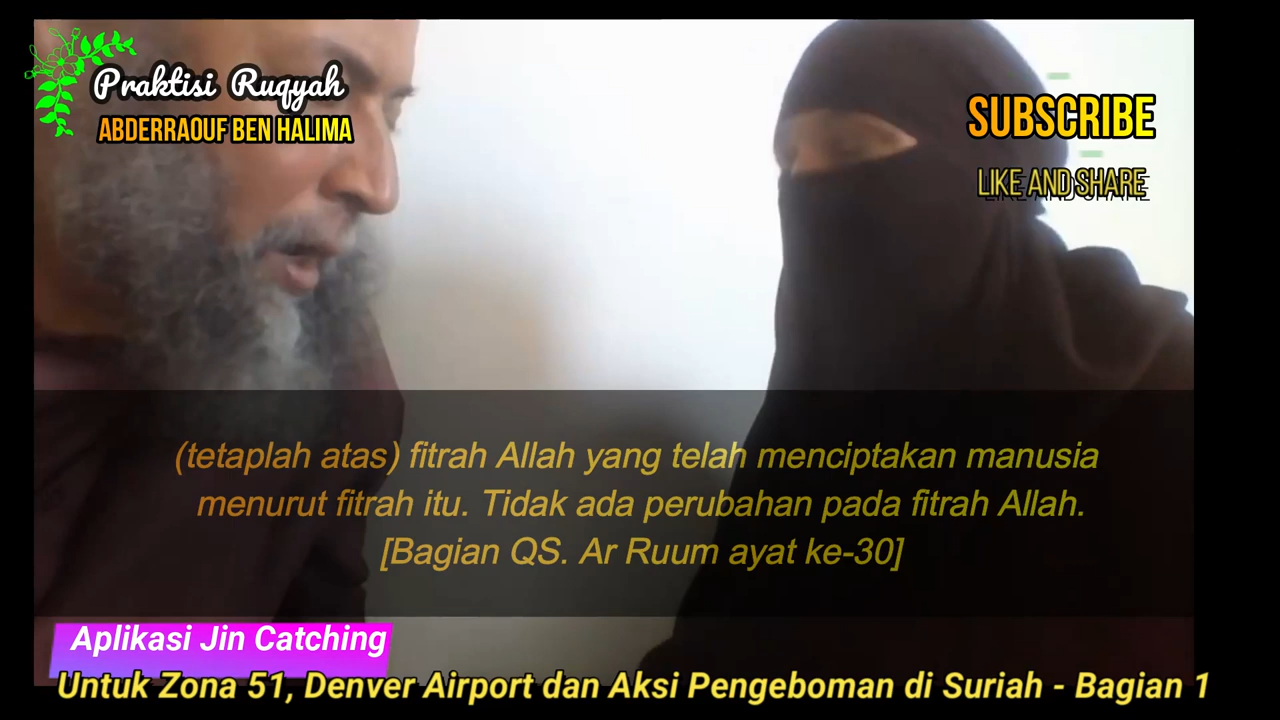 Praktisi Ruqyah
ABDERRAOUF BEN HALIMA
SUBSCRIBE
LIKE AND SHARE
(tetaplah atas) fitrah Allah yang telah menciptakan manusia
menurut fitrah itu. Tidak ada perubahan pada fitrah Allah.
[Bagian QS. Ar Ruum ayat ke-30]
Aplikasi Jin Catching
Untuk Zona 51, Denver Airport dan Aksi Pengeboman di Suriah - Bagian 1